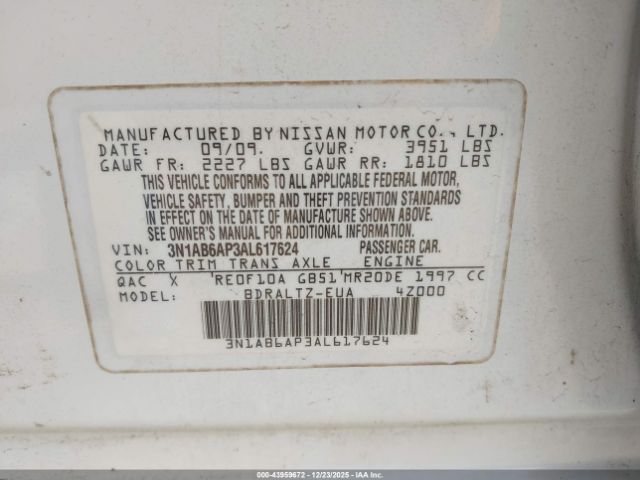 MANUFACTURED BY NISSAN MOTOR CO., LTD.
DATE: 09/09. GVWR: 3951 LBS
GAWR FR: 2227 LBS GAWR RR: 1810 LBS
THIS VEHICLE CONFORMS TO ALL APPLICABLE FEDERAL MOTOR,
VEHICLE SAFETY, BUMPER AND THEFT PREVENTION STANDARDS
IN EFFECT ON THE DATE OF MANUFACTURE SHOWN ABOVE.
SEE OWNER'S MANUAL FOR ADDITIONAL INFORMATION.
VIN: 3N1AB6AP3AL617624 PASSENGER CAR.
COLOR TRIM TRANS AXLE ENGINE
QAC X RE0F10A GB51 MR20DE 1997 CC
MODEL: BDRALTZ-EUA 4Z000
3N1AB6AP3AL617624
000-43959672 | 12/23/2025 | IAAI.com